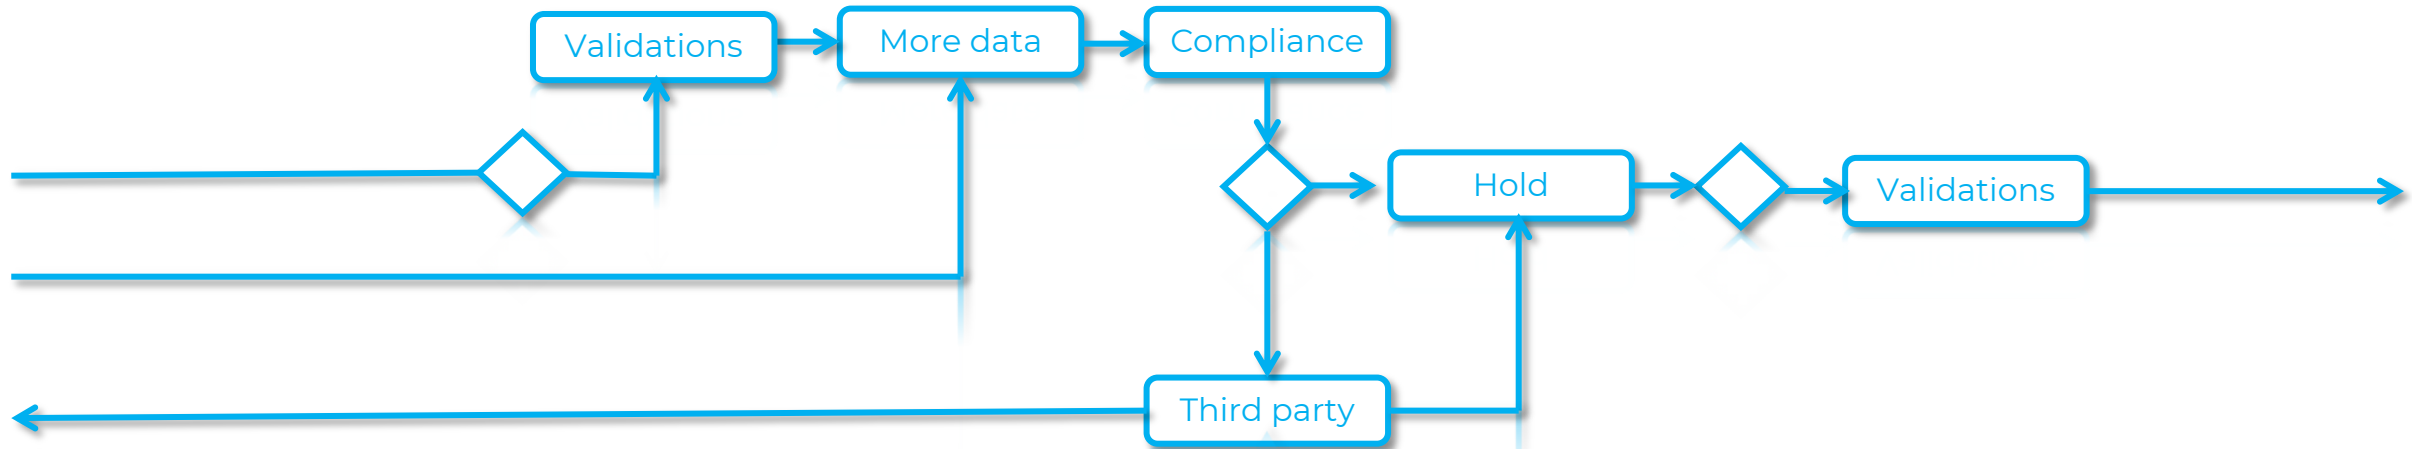 Validations
More data
Compliance
Hold
Validations
Third party